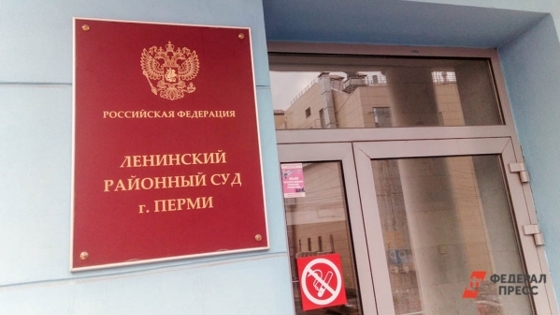 РОССИЙСКАЯ ФЕДЕРАЦИЯ
ЛЕНИНСКИЙ
РАЙОННЫЙ СУД
г. ПЕРМИ
ФЕДЕРАЛ
ПРЕСС